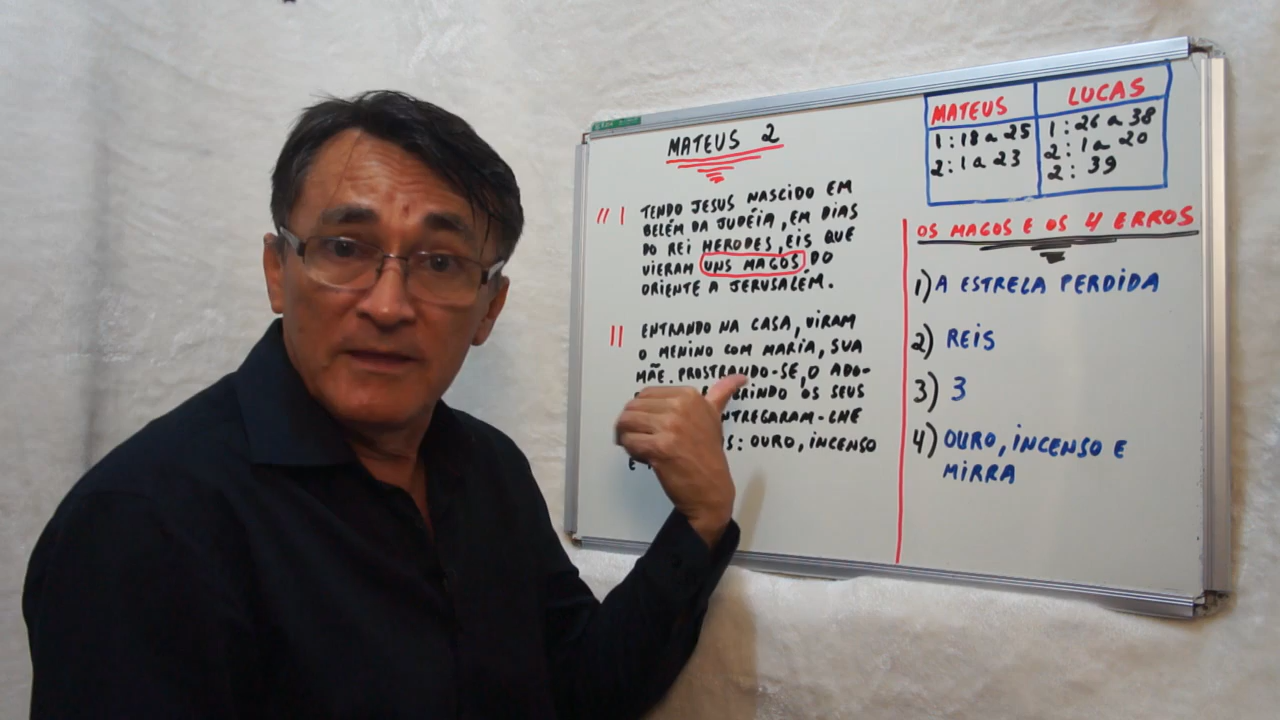 MATEUS 2
1 TENDO JESUS NASCIDO EM
BELÉM DA JUDÉIA, EM DIAS
DO REI HERODES, EIS QUE
VIERAM UNS MAGOS DO
ORIENTE A JERUSALÉM.
11 ENTRANDO NA CASA, VIRAM
O MENINO COM MARIA, SUA
MÃE. PROSTRANDO-SE, O ADO-
OS SEUS
NTREGARAM-LHE
: OURO, INCENSO
E
MATEUS
1:18 a 25
2:1 a 23
LUCAS
1:26 a 38
2:1 a 20
2:39
OS MAGOS E OS 4 ERROS
1) A ESTRELA PERDIDA
2) REIS
3) 3
4) OURO, INCENSO E
MIRRA